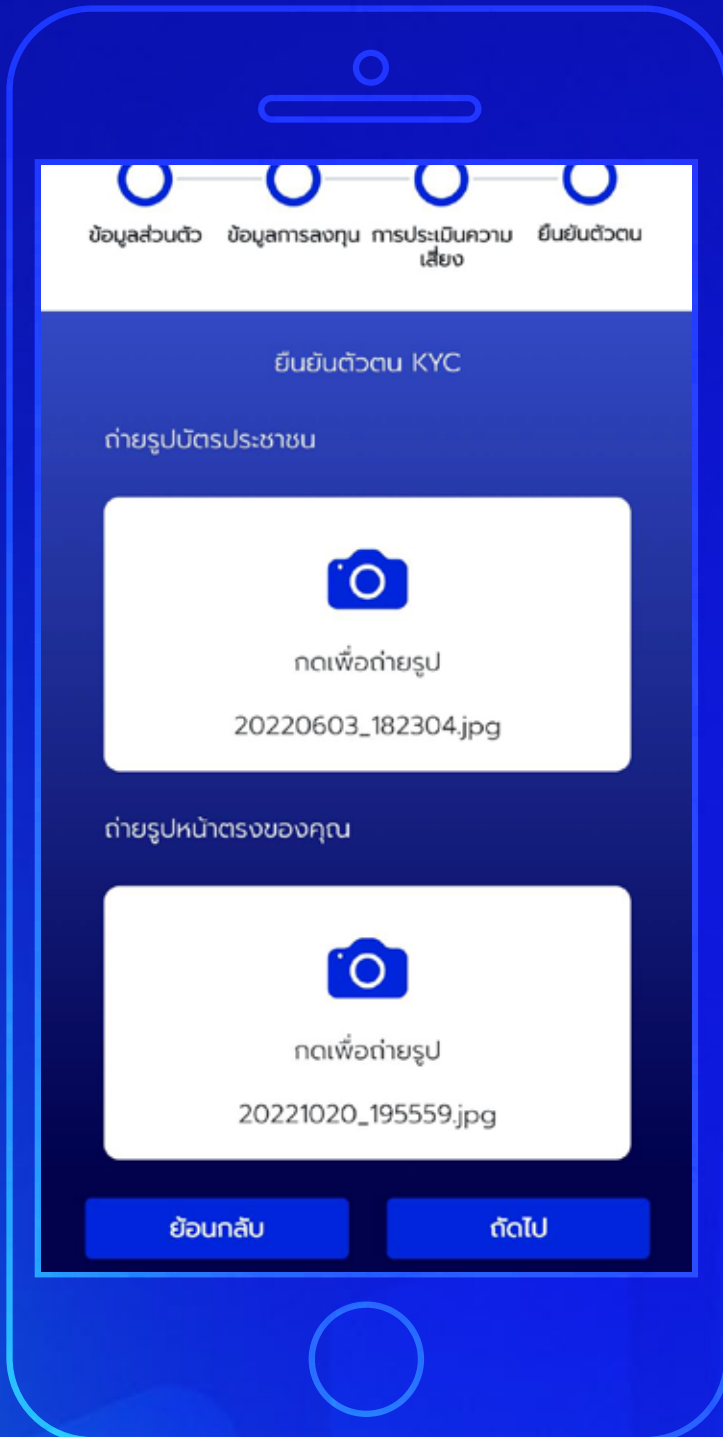 ข้อมูลส่วนตัว ข้อมูลการลงทุน การประเมินความ ยืนยันตัวตน
เสี่ยง
ยืนยันตัวตน KYC
ถ่ายรูปบัตรประชาชน
กดเพื่อถ่ายรูป
20220603_182304.jpg
ถ่ายรูปหน้าตรงของคุณ
กดเพื่อถ่ายรูป
20221020_195559.jpg
ย้อนกลับ ถัดไป